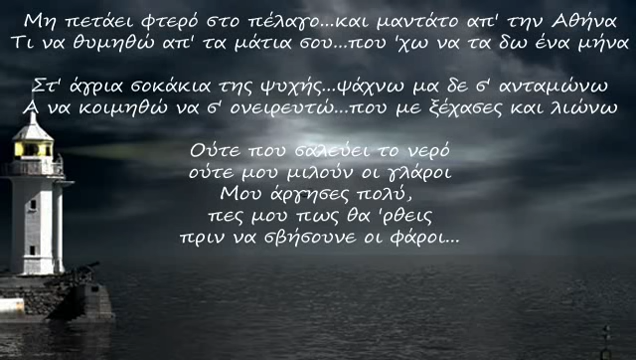 Μη πετάει φτερό στο πέλαγο...και μαντάτο απ' την Αθήνα
Τι να θυμηθώ απ' τα μάτια σου...που 'χω να τα δω ένα μήνα
Στ' άγρια σοκάκια της ψυχής...ψάχνω μα δε σ' ανταμώνω
Α να κοιμηθώ να σ' ονειρευτώ...που με ξέχασες και λιώνω
Ούτε που σαλεύει το νερό
ούτε μου μιλούν οι γλάροι
Μου άργησες πολύ,
πες μου πως θα 'ρθεις
πριν να σβήσουνε οι φάροι...